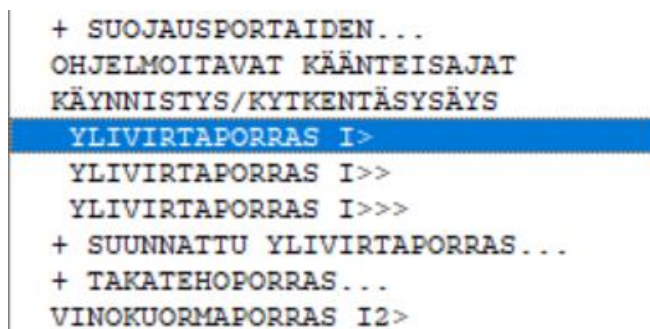 + SUOJAUSPORTAIDEN...
OHJELMOITAVAT KÄÄNTEISAJAT
KÄYNNISTYS/KYTKENTÄSYSÄYS
YLIVIRTAPORRAS I>
YLIVIRTAPORRAS I>>
YLIVIRTAPORRAS I>>>
+ SUUNNATTU YLIVIRTAPORRAS...
+ TAKATEHOPORRAS...
VINOKUORMAPORRAS I2>